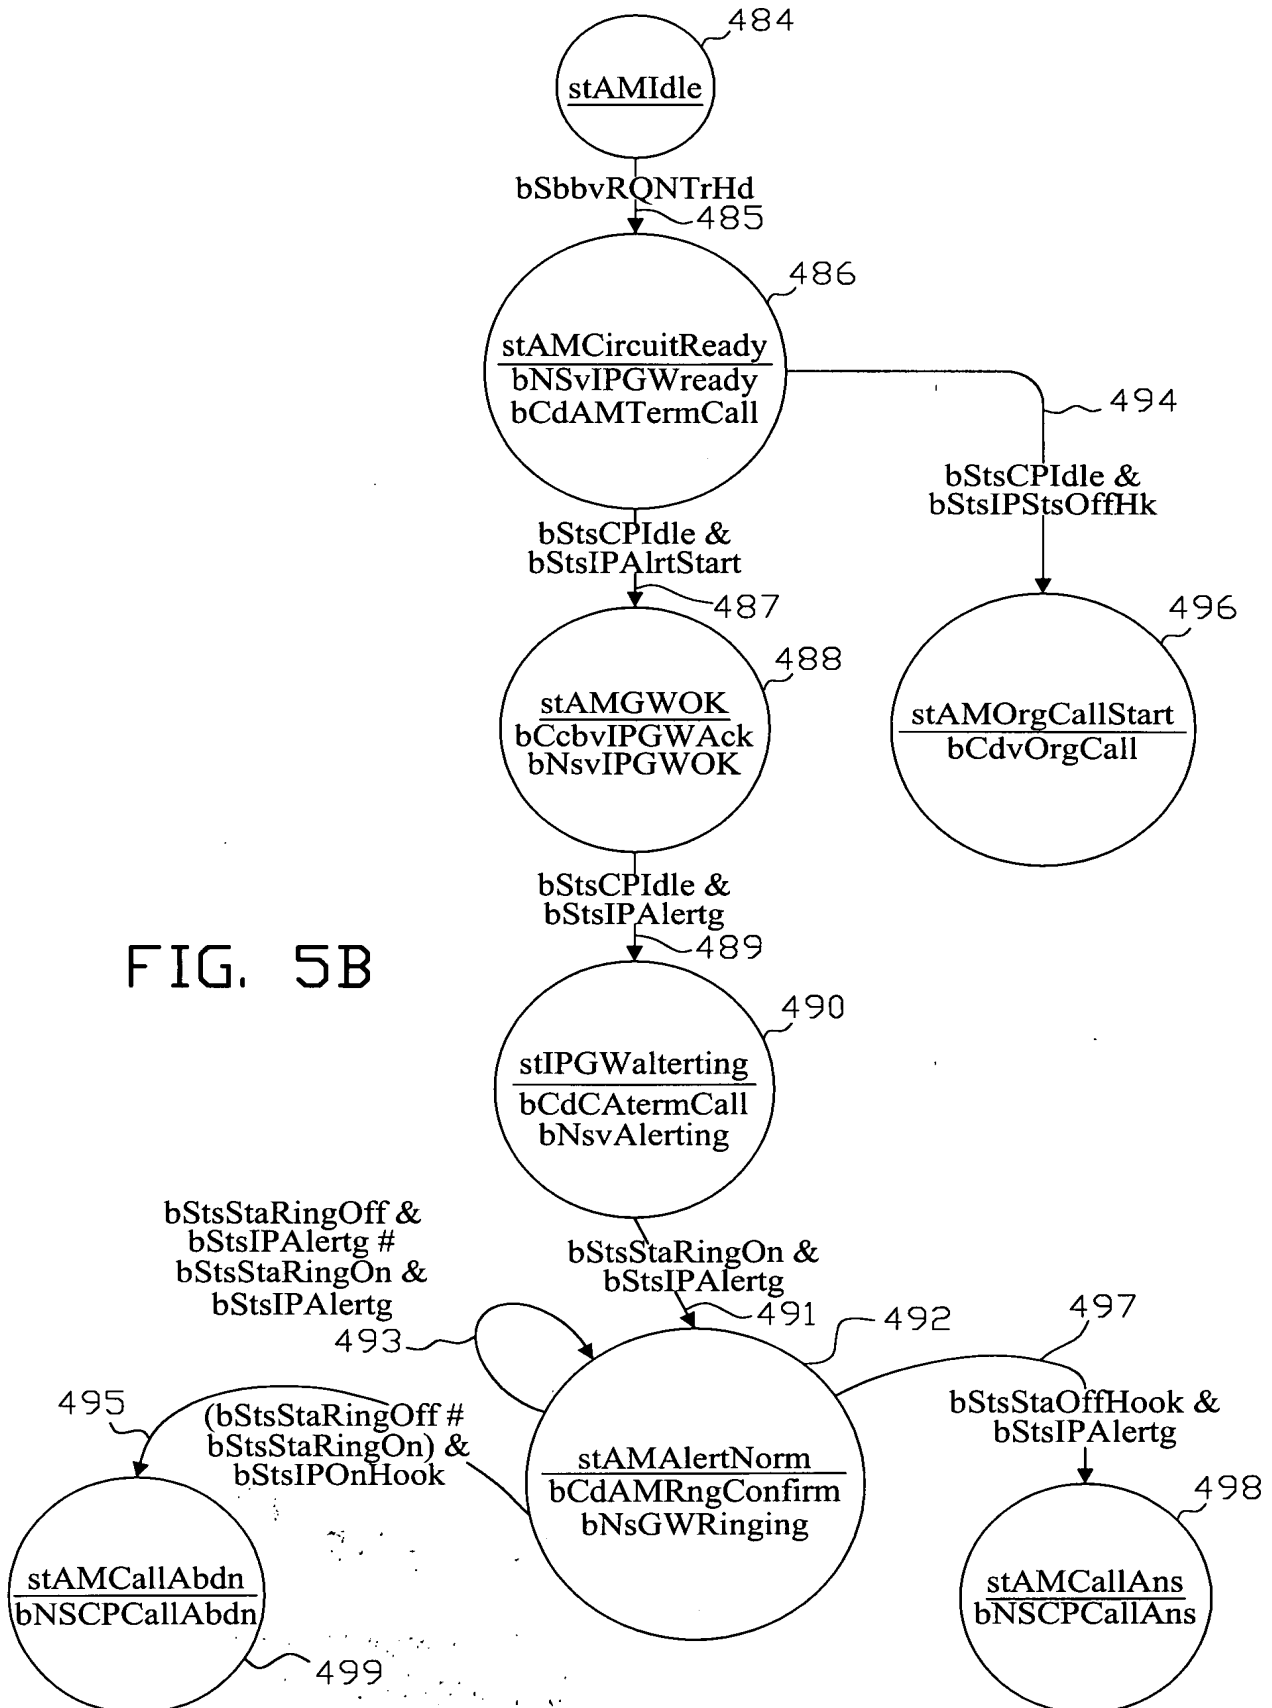 484
stAMIdle
bSbbvRQNTrHd
485
486
stAMCircuitReady
bNSvIPGWready
bCdAMTermCall
494
bStsCPIdle &
bStsIPStsOffHk
bStsCPIdle &
bStsIPAlrtStart
487
496
488
stAMGWOK
bCcbvIPGWAck
bNsvIPGWOK
stAMOrgCallStart
bCdvOrgCall
bStsCPIdle &
bStsIPAlertg
489
FIG. 5B
490
stIPGWalterting
bCdCAtermCall
bNsvAlerting
bStsStaRingOff &
bStsIPAlertg #
bStsStaRingOn &
bStsIPAlertg
493
bStsStaRingOn &
bStsIPAlertg
491
492
497
495
(bStsStaRingOff #
bStsStaRingOn) &
bStsIPOnHook
bStsStaOffHook &
bStsIPAlertg
stAMAlertNorm
bCdAMRngConfirm
bNsGWRinging
498
stAMCallAbdn
bNSCPCallAbdn
499
stAMCallAns
bNSCPCallAns